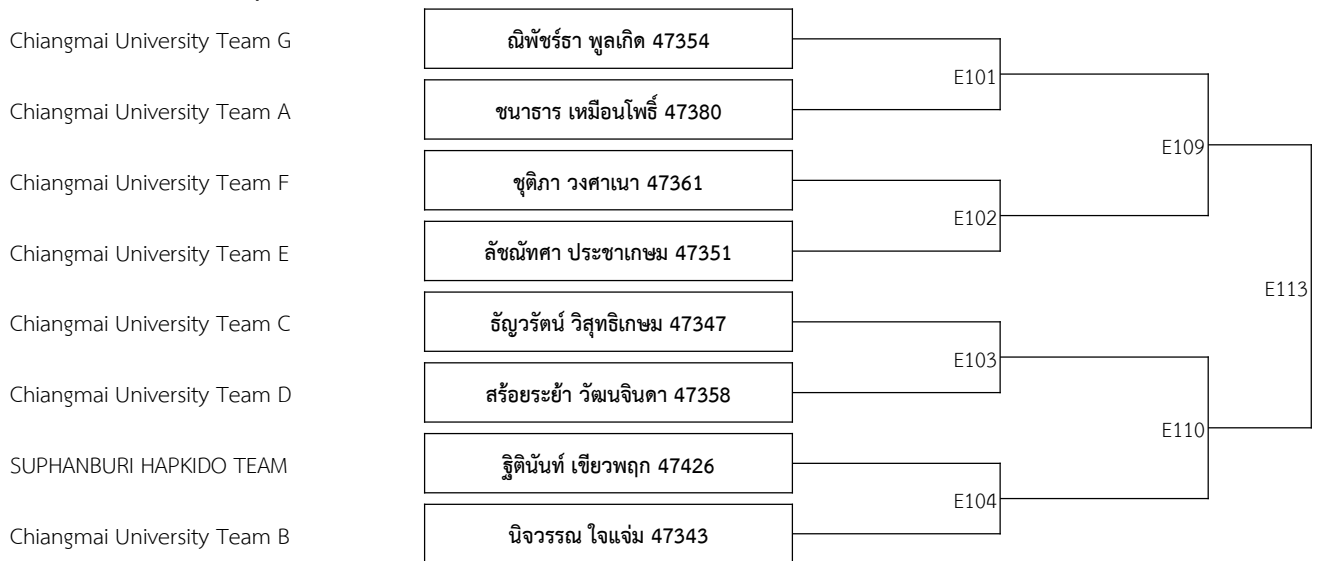 Chiangmai University Team G
ณิพัชร์ธา พูลเกิด 47354
E101
Chiangmai University Team A
ชนาธาร เหมือนโพธิ์ 47380
E109
Chiangmai University Team F
ชุติภา วงศาเนา 47361
E102
Chiangmai University Team E
ลัชณัทศา ประชาเกษม 47351
E113
Chiangmai University Team C
ธัญวรัตน์ วิสุทธิเกษม 47347
E103
Chiangmai University Team D
สร้อยระย้า วัฒนจินดา 47358
E110
SUPHANBURI HAPKIDO TEAM
ฐิตินันท์ เขียวพฤก 47426
E104
Chiangmai University Team B
นิจวรรณ ใจแจ่ม 47343